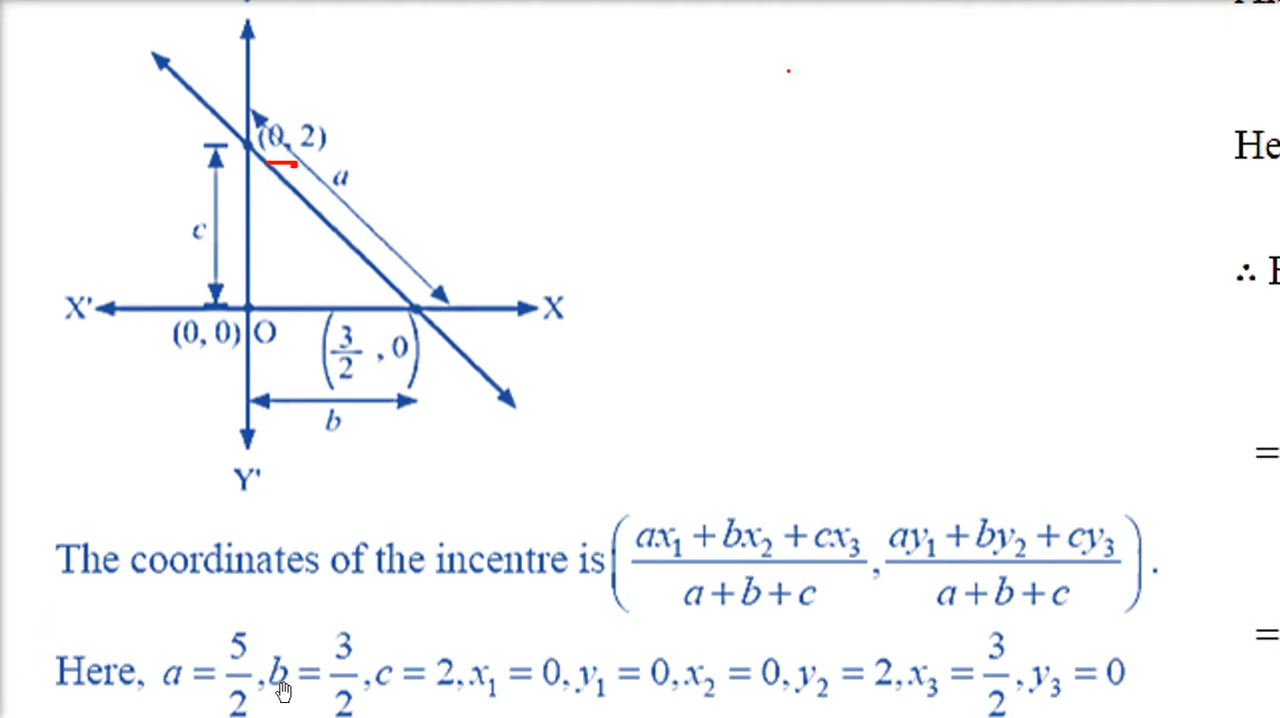 (0, 2)
a
c
X'
X
(0, 0)
O
(3/2, 0)
b
Y'
The coordinates of the incentre is ((ax₁ + bx₂ + cx₃)/(a + b + c), (ay₁ + by₂ + cy₃)/(a + b + c)).
Here, a = 5/2, b = 3/2, c = 2, x₁ = 0, y₁ = 0, x₂ = 0, y₂ = 2, x₃ = 3/2, y₃ = 0
He
∴
=
=